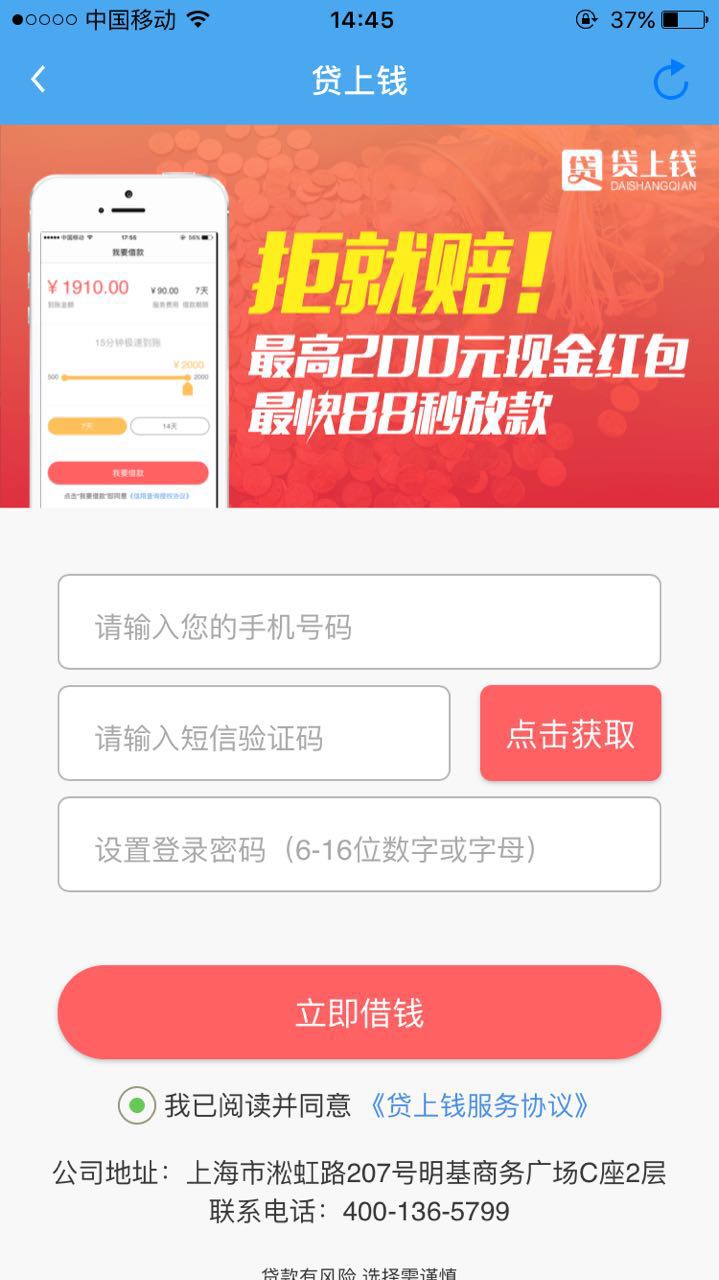 中国移动 14:45 37%
贷上钱
贷 贷上钱
DAISHANGQIAN
中国移动 17:55 56%
我要借款
¥1910.00 ¥90.00 7天
到账金额 服务费用 借款期限
15分钟极速到账
¥2000
500 2000
7天 14天
我要借款
点击“我要借款”即同意《信用查询授权协议》
拒就赔!
最高200元现金红包
最快88秒放款
请输入您的手机号码
请输入短信验证码 点击获取
设置登录密码（6-16位数字或字母）
立即借钱
我已阅读并同意 《贷上钱服务协议》
公司地址：上海市淞虹路207号明基商务广场C座2层
联系电话：400-136-5799
贷款有风险 选择需谨慎